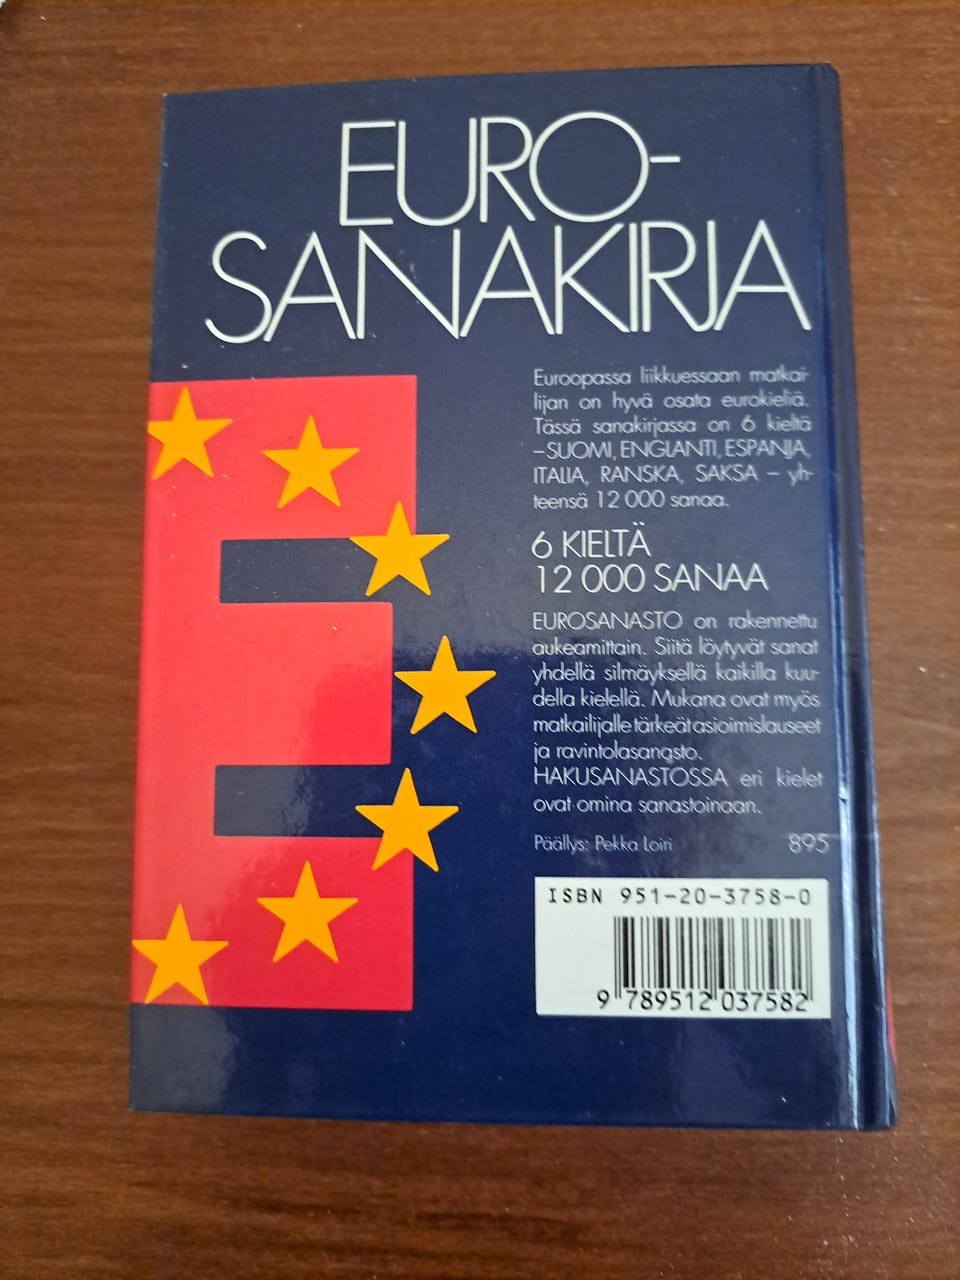 EURO-
SANAKIRJA
Euroopassa liikkuessaan matkai-
lijan on hyvä osata eurokieliä.
Tässä sanakirjassa on 6 kieltä
–SUOMI, ENGLANTI, ESPANJA,
ITALIA, RANSKA, SAKSA – yh-
teensä 12 000 sanaa.
6 KIELTÄ
12 000 SANAA
EUROSANASTO on rakennettu
aukeamittain. Siitä löytyvät sanat
yhdellä silmäyksellä kaikilla kuu-
della kielellä. Mukana ovat myös
matkailijalle tärkeät asioimislauseet
ja ravintolasanasto.
HAKUSANASTOSSA eri kielet
ovat omina sanastoinaan.
Päällys: Pekka Loiri 895
ISBN 951-20-3758-0
9 789512 037582